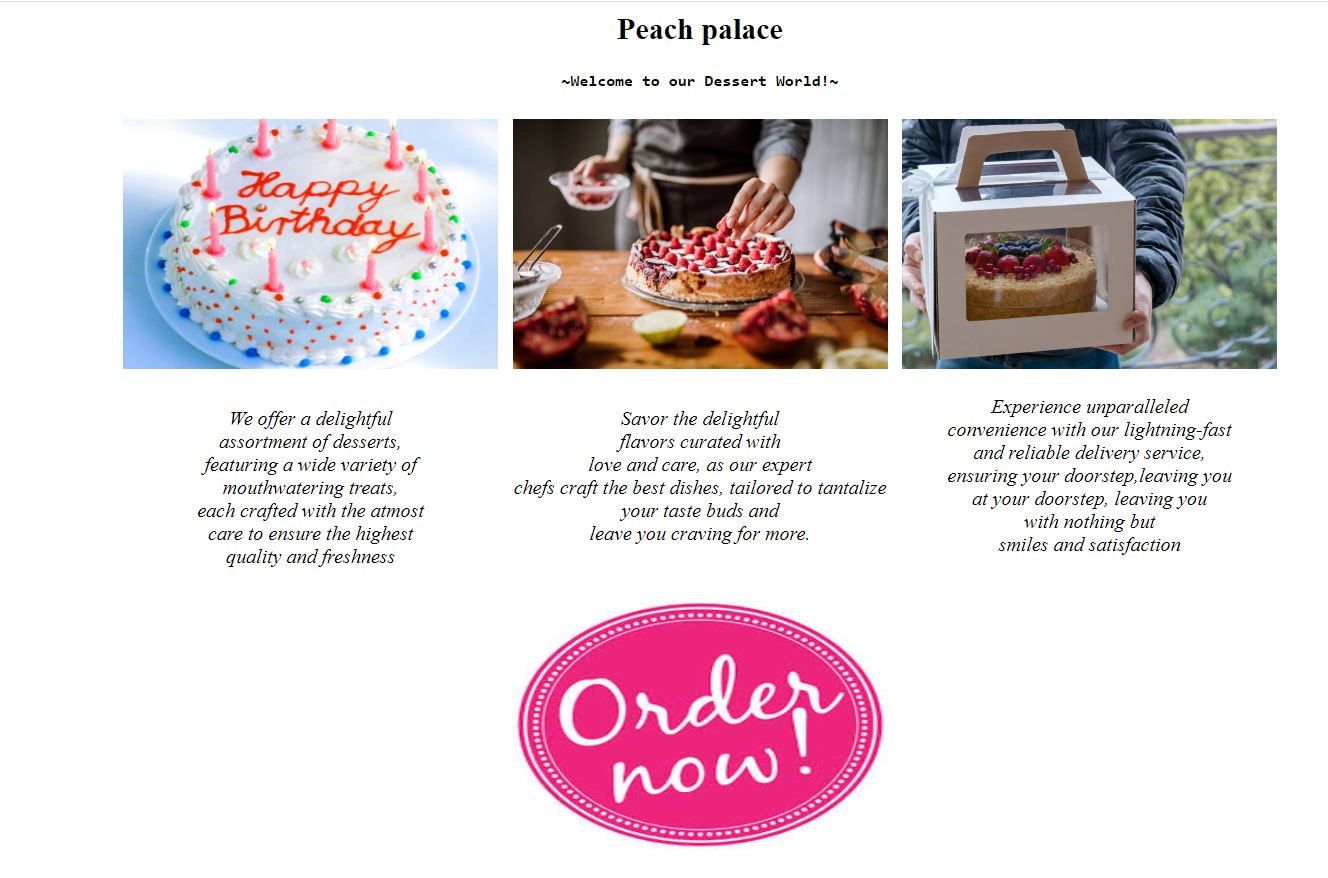 Peach palace
~Welcome to our Dessert World!~
Happy
Birthday
We offer a delightful
assortment of desserts,
featuring a wide variety of
mouthwatering treats,
each crafted with the atmost
care to ensure the highest
quality and freshness
Savor the delightful
flavors curated with
love and care, as our expert
chefs craft the best dishes, tailored to tantalize
your taste buds and
leave you craving for more.
Experience unparalleled
convenience with our lightning-fast
and reliable delivery service,
ensuring your doorstep,leaving you
at your doorstep, leaving you
with nothing but
smiles and satisfaction
Order
now!